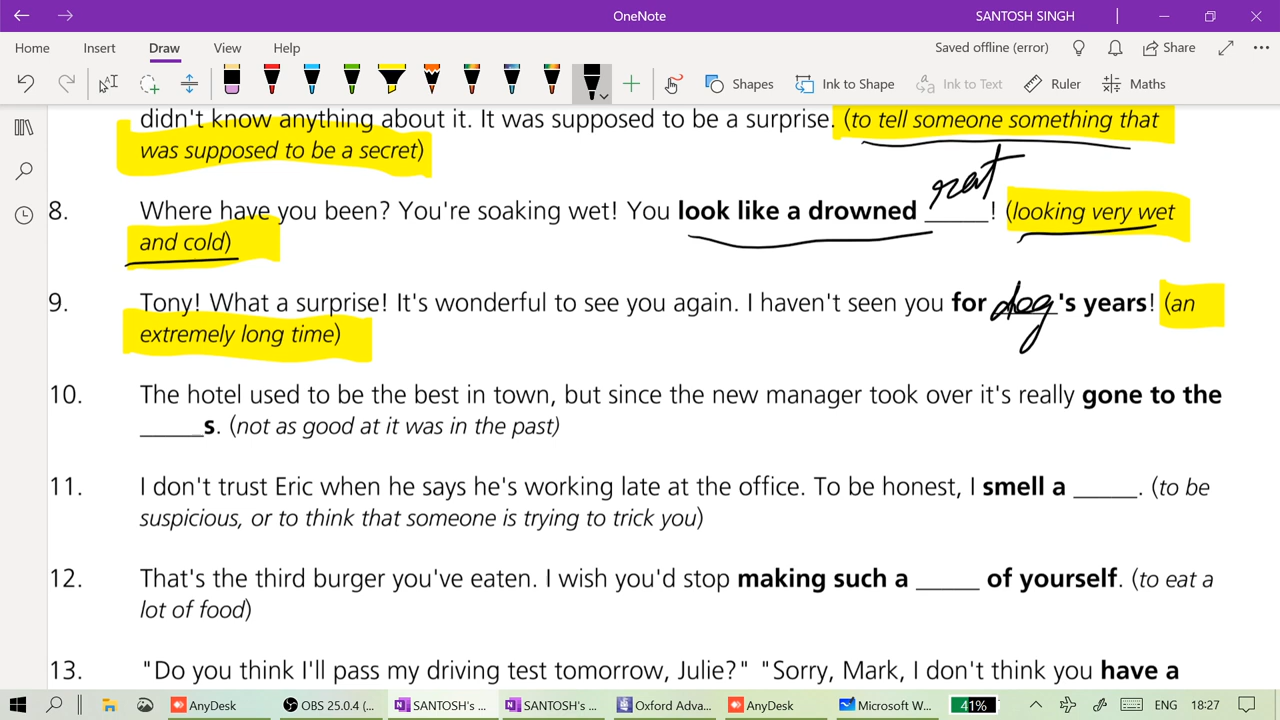 OneNote
SANTOSH SINGH
Home Insert Draw View Help
Saved offline (error) Share
Shapes Ink to Shape Ink to Text Ruler Maths
didn't know anything about it. It was supposed to be a surprise. (to tell someone something that
was supposed to be a secret)
8. Where have you been? You're soaking wet! You look like a drowned rat_____! (looking very wet
and cold)
9. Tony! What a surprise! It's wonderful to see you again. I haven't seen you for dog's years! (an
extremely long time)
10. The hotel used to be the best in town, but since the new manager took over it's really gone to the
_____s. (not as good at it was in the past)
11. I don't trust Eric when he says he's working late at the office. To be honest, I smell a _____. (to be
suspicious, or to think that someone is trying to trick you)
12. That's the third burger you've eaten. I wish you'd stop making such a _____ of yourself. (to eat a
lot of food)
13. "Do you think I'll pass my driving test tomorrow, Julie?" "Sorry, Mark, I don't think you have a
AnyDesk OBS 25.0.4 (... SANTOSH's ... SANTOSH's ... Oxford Adva... AnyDesk Microsoft W... 41% ENG 18:27